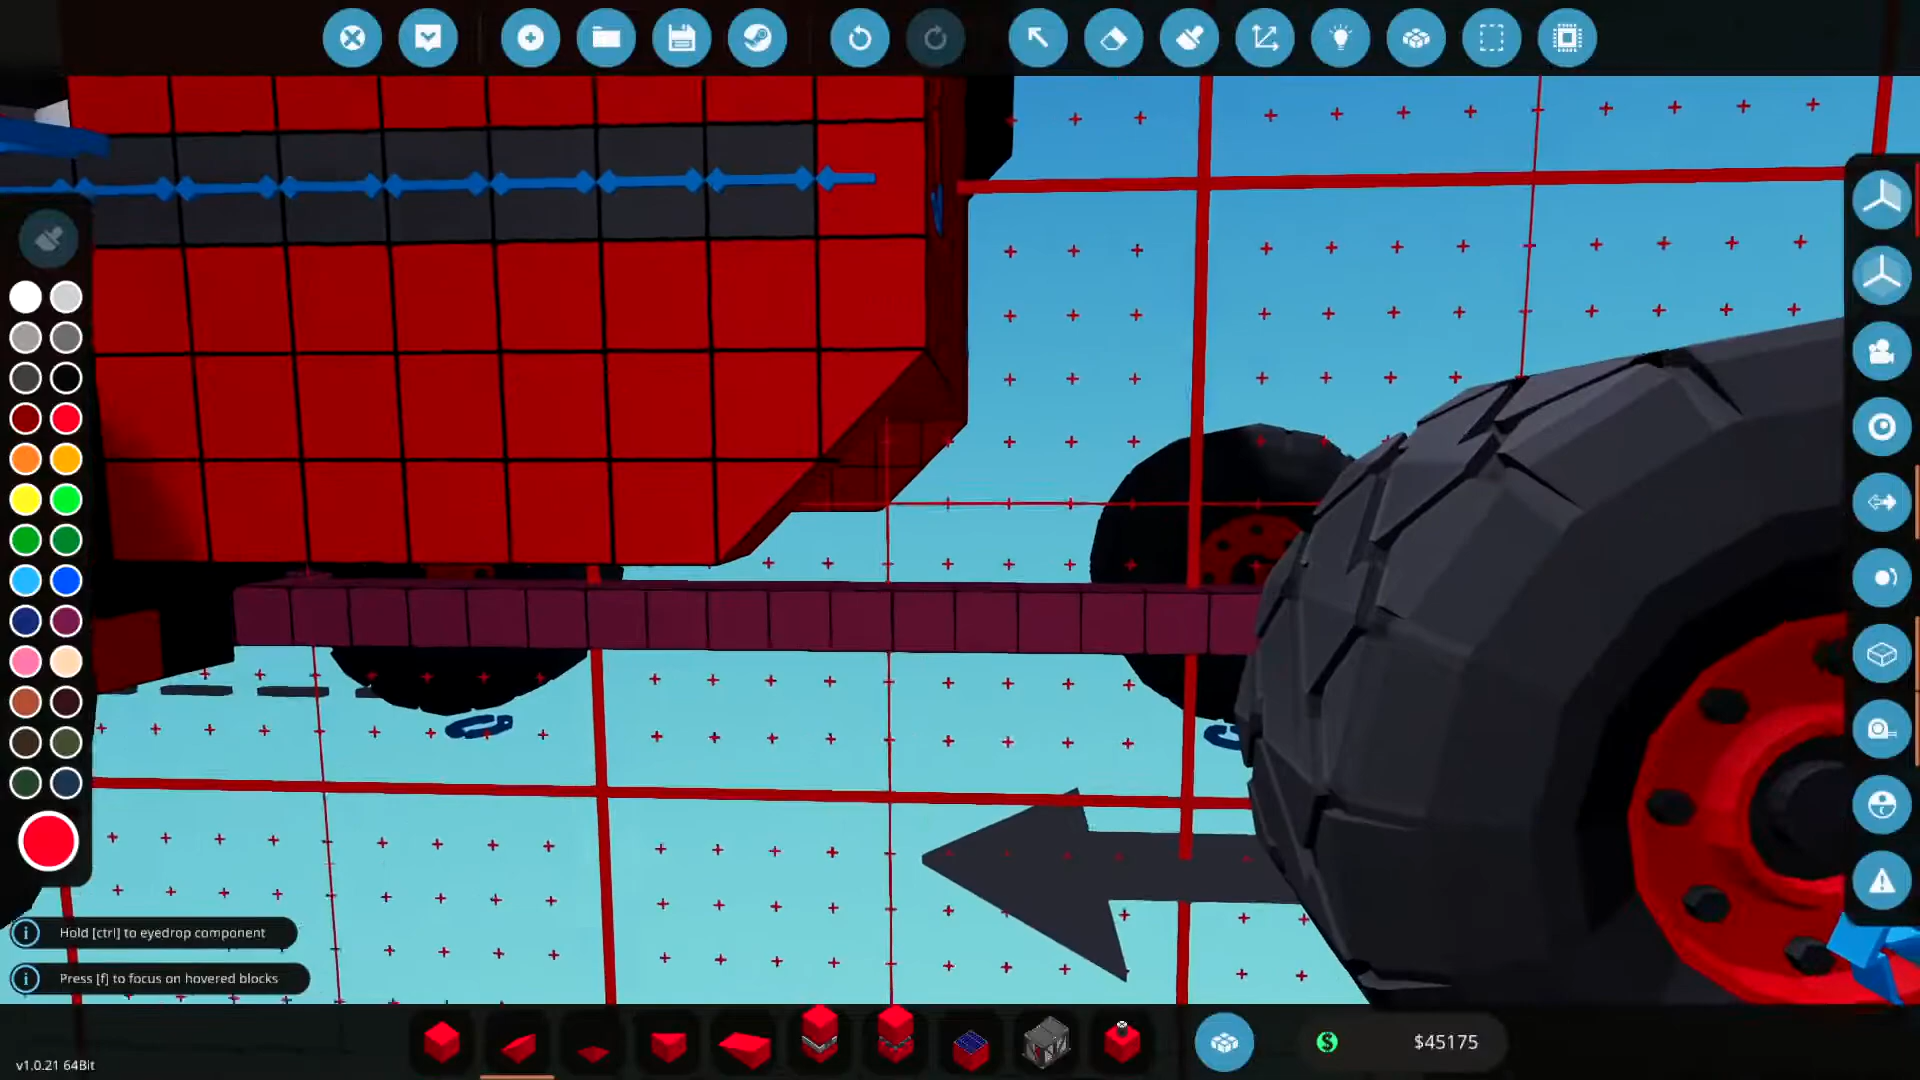 Hold [ctrl] to eyedrop component
Press [f] to focus on hovered blocks
$45175
v1.0.21 64Bit